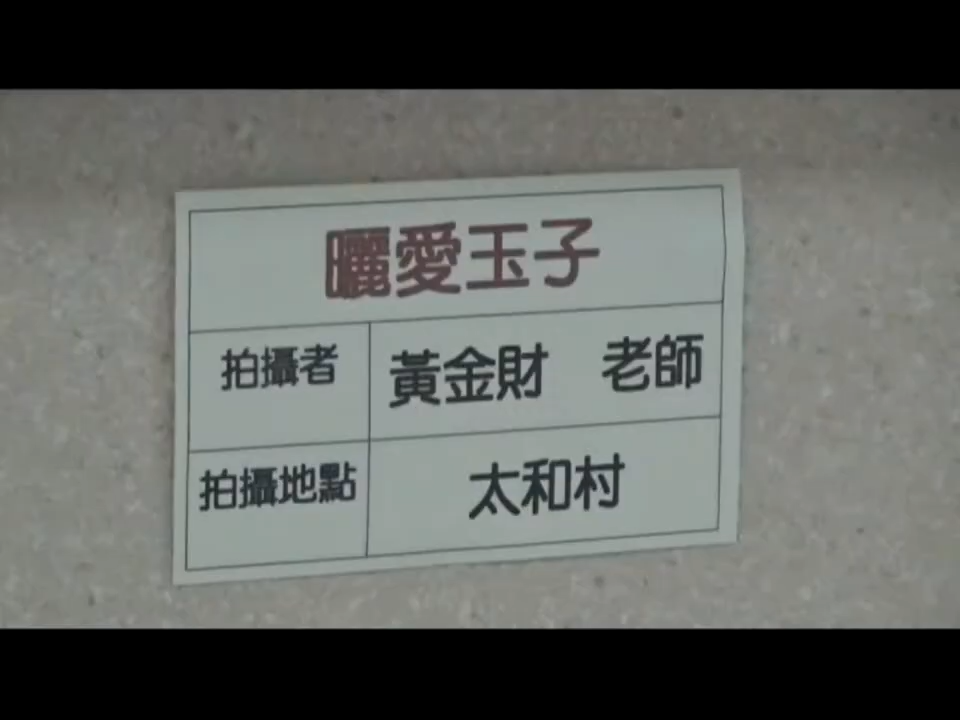 曬愛玉子
拍攝者 黃金財 老師
拍攝地點 太和村